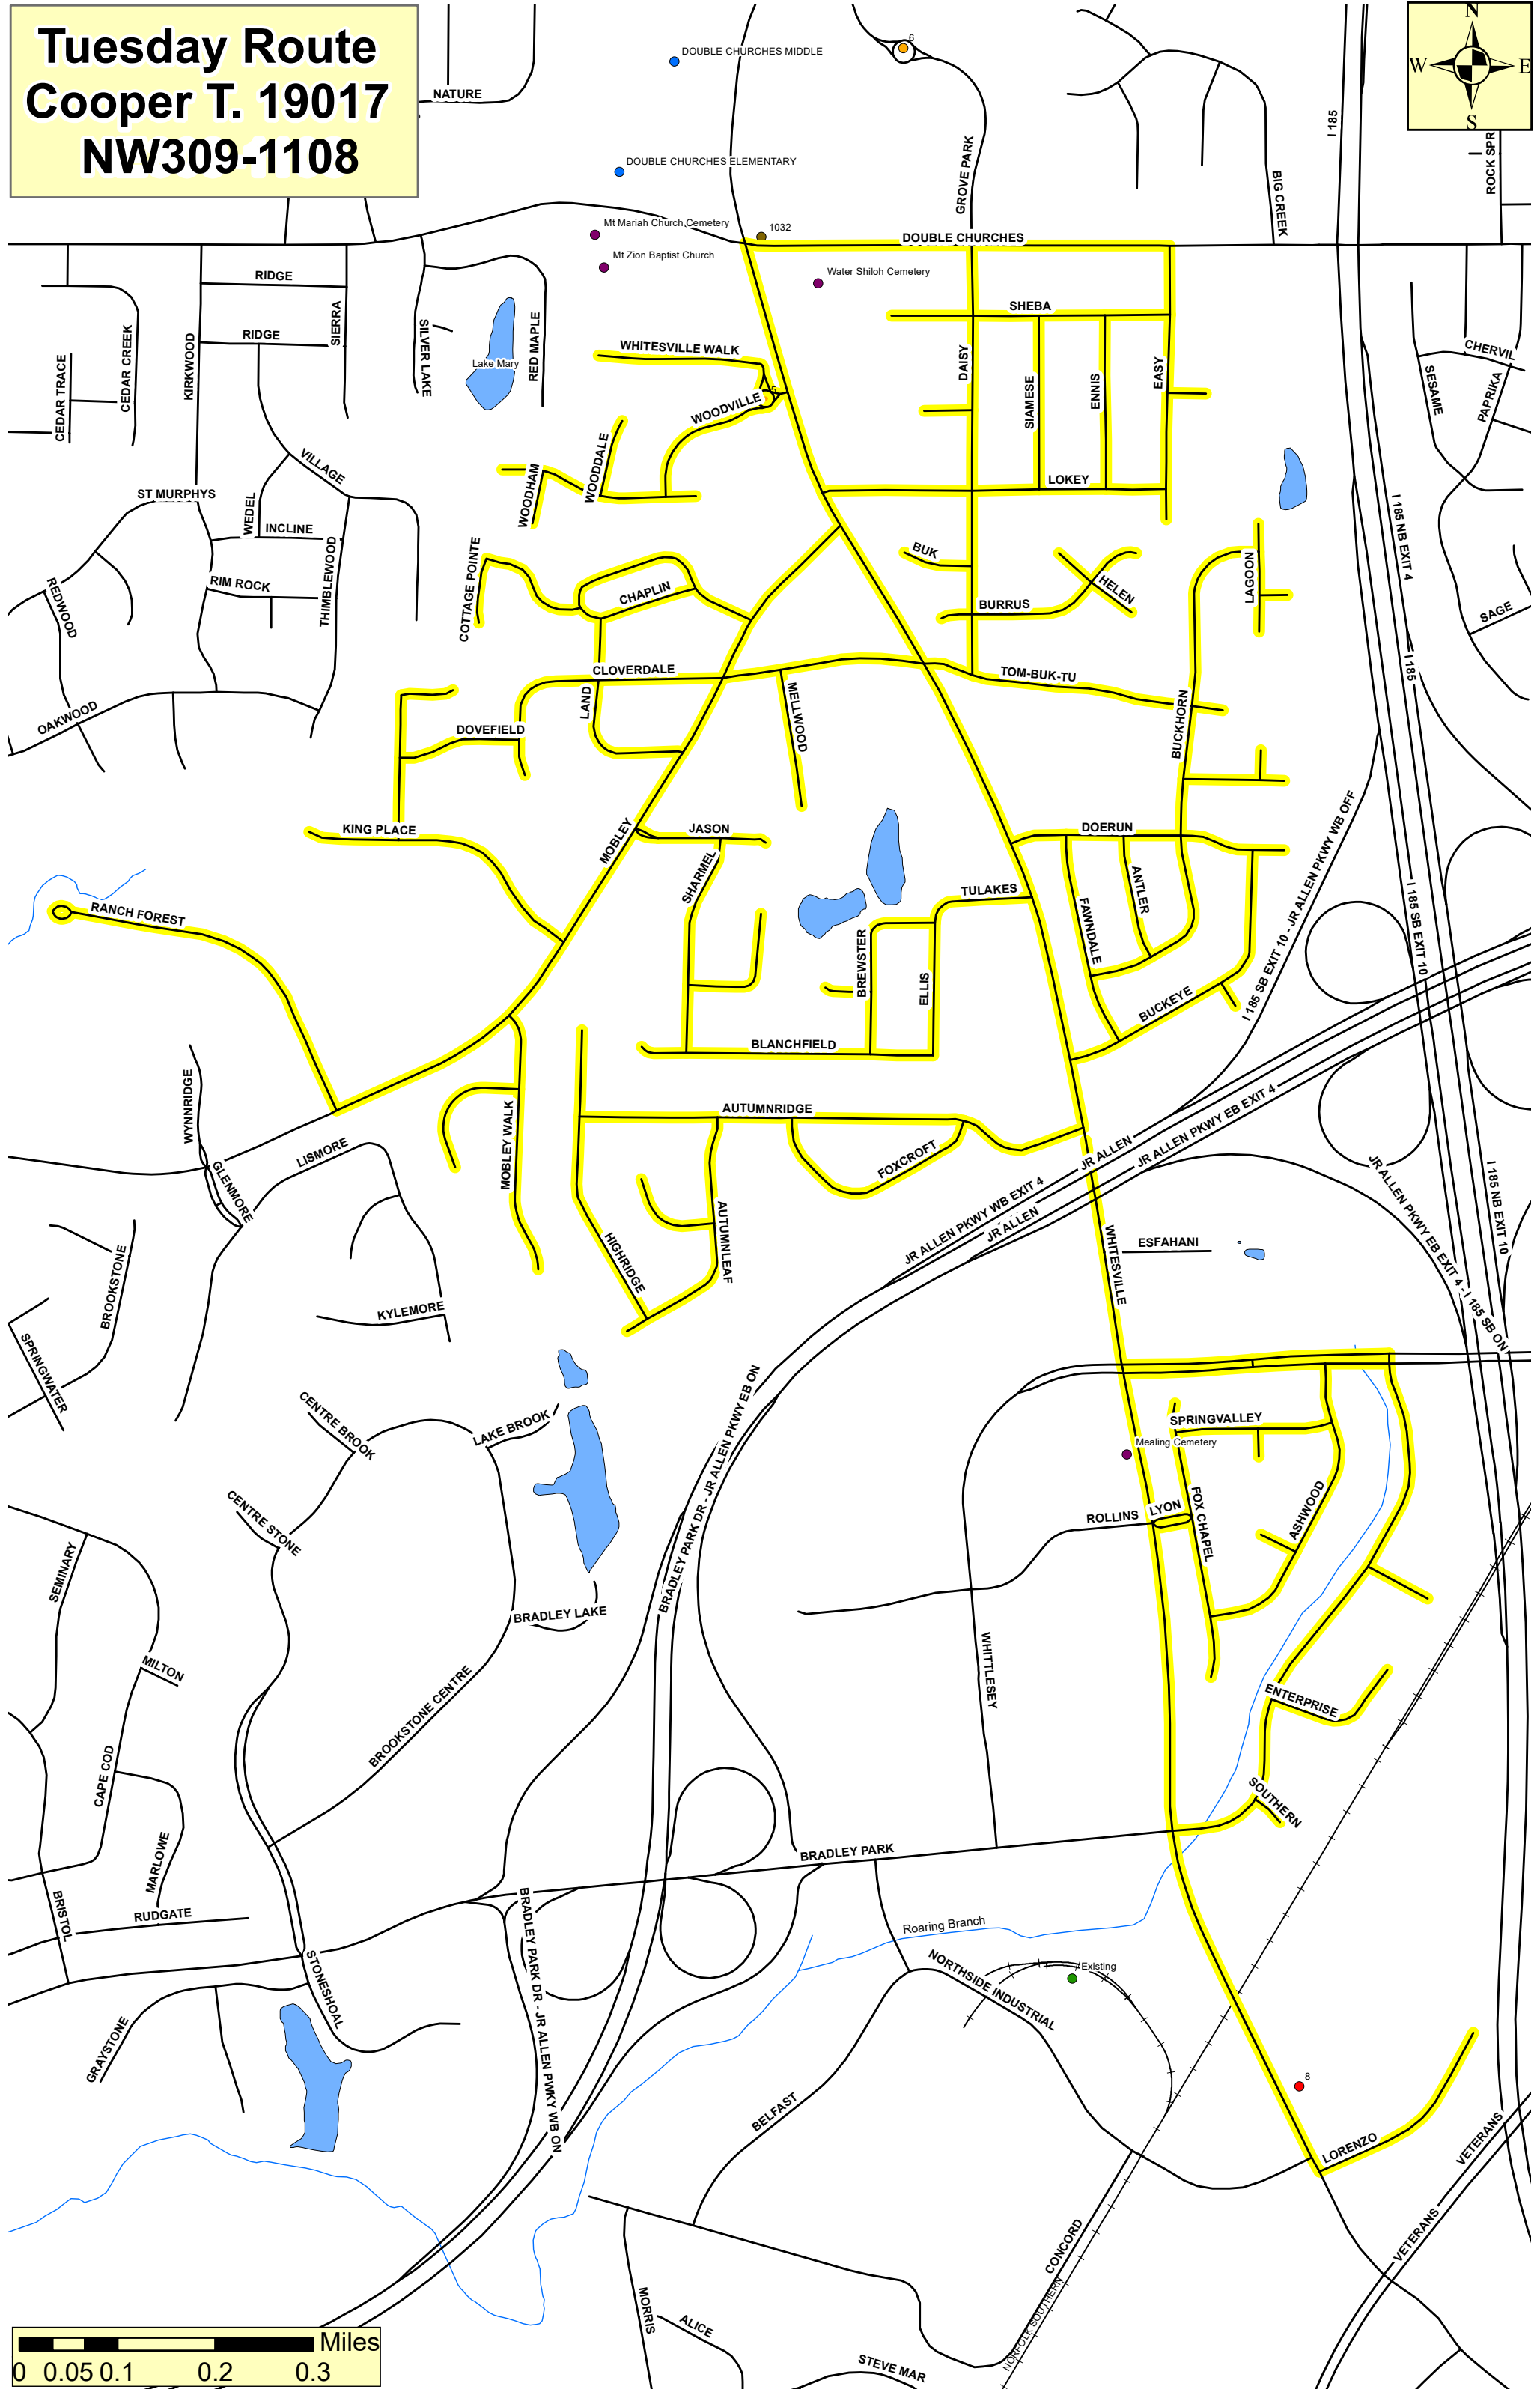 Tuesday Route
Cooper T. 19017
NW309-1108
N
W E
S
6
DOUBLE CHURCHES MIDDLE
NATURE
I 185
ROCK SPR
DOUBLE CHURCHES ELEMENTARY
GROVE PARK
BIG CREEK
Mt Mariah Church,Cemetery
1032
DOUBLE CHURCHES
Mt Zion Baptist Church
Water Shiloh Cemetery
RIDGE
SHEBA
SIERRA
SILVER LAKE
RED MAPLE
RIDGE
KIRKWOOD
CEDAR CREEK
CEDAR TRACE
Lake Mary
WHITESVILLE WALK
DAISY
SIAMESE
ENNIS
EASY
CHERVIL
SESAME
PAPRIKA
5
WOODVILLE
WOODDALE
WOODHAM
VILLAGE
LOKEY
ST MURPHYS
WEDEL
INCLINE
I 185 NB EXIT 4
THIMBLEWOOD
RIM ROCK
REDWOOD
COTTAGE POINTE
CHAPLIN
BUK
HELEN
BURRUS
LAGOON
SAGE
I 185
CLOVERDALE
TOM-BUK-TU
LAND
MELLWOOD
BUCKHORN
OAKWOOD
DOVEFIELD
KING PLACE
MOBLEY
JASON
DOERUN
I 185 SB EXIT 10 - JR ALLEN PKWY WB OFF
SHARMEL
TULAKES
ANTLER
FAWNDALE
RANCH FOREST
BREWSTER
ELLIS
I 185 SB EXIT 10
BUCKEYE
BLANCHFIELD
WYNNRIDGE
MOBLEY WALK
AUTUMNRIDGE
FOXCROFT
LISMORE
GLENMORE
JR ALLEN PKWY EB EXIT 4
JR ALLEN
JR ALLEN PKWY WB EXIT 4
JR ALLEN
JR ALLEN PKWY EB EXIT 4 - I 185 SB ON
I 185 NB EXIT 10
HIGHRIDGE
AUTUMNLEAF
WHITESVILLE
ESFAHANI
BROOKSTONE
KYLEMORE
SPRINGWATER
CENTRE BROOK
LAKE BROOK
BRADLEY PARK DR - JR ALLEN PKWY EB ON
SPRINGVALLEY
Mealing Cemetery
CENTRE STONE
ROLLINS
LYON
FOX CHAPEL
ASHWOOD
SEMINARY
BRADLEY LAKE
MILTON
WHITTLESEY
ENTERPRISE
BROOKSTONE CENTRE
CAPE COD
SOUTHERN
MARLOWE
BRADLEY PARK
BRISTOL
RUDGATE
BRADLEY PARK DR - JR ALLEN PWKY WB ON
Roaring Branch
STONESHOAL
NORTHSIDE INDUSTRIAL
Existing
GRAYSTONE
8
BELFAST
LORENZO
VETERANS
VETERANS
CONCORD
NORFOLK SOUTHERN
MORRIS
ALICE
STEVE MAR
Miles
0 0.05 0.1 0.2 0.3